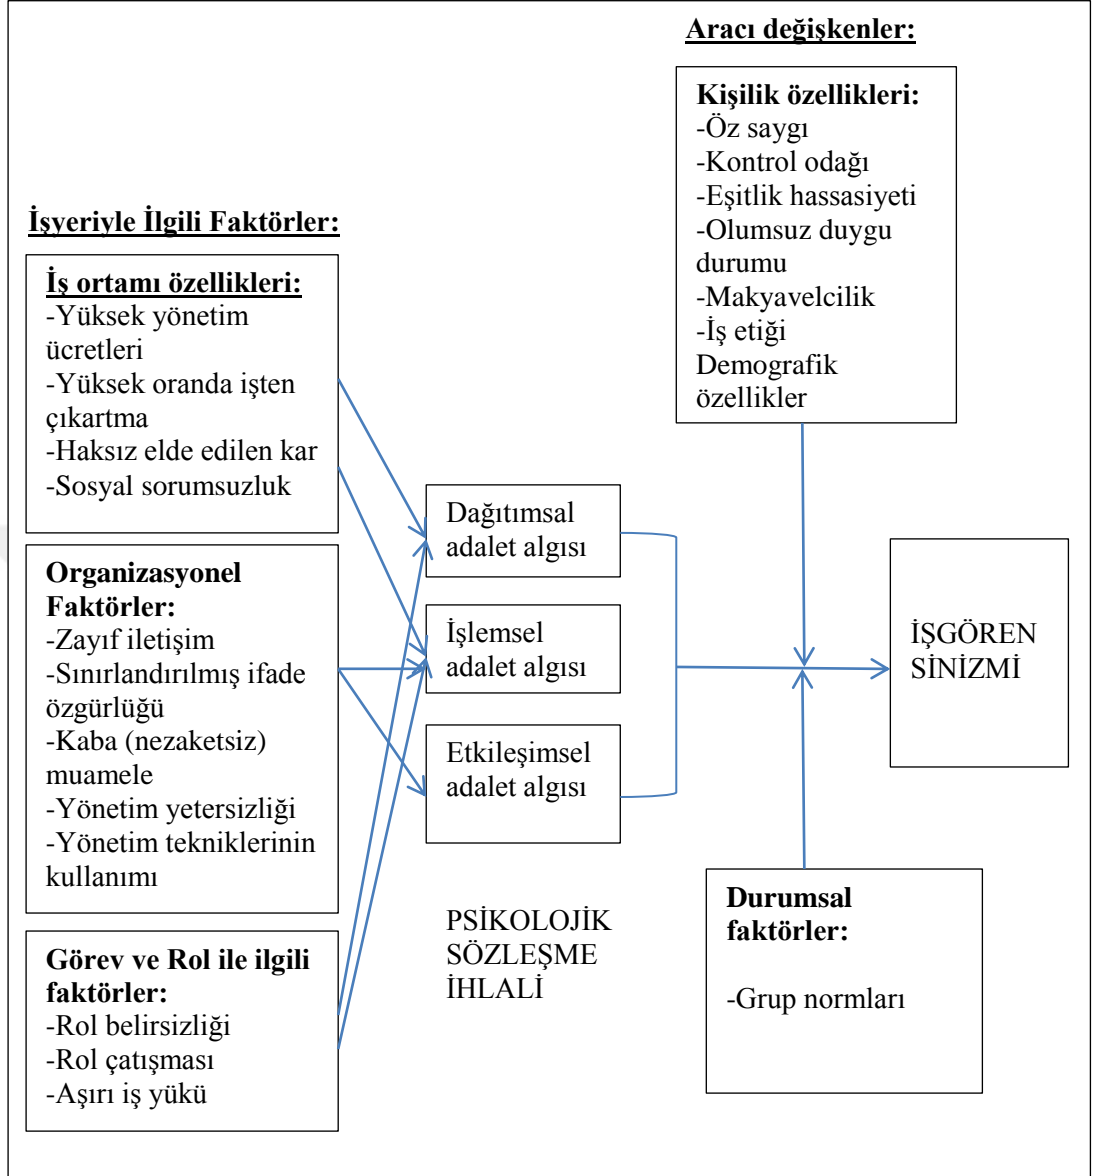 Aracı değişkenler:
Kişilik özellikleri:
-Öz saygı
-Kontrol odağı
-Eşitlik hassasiyeti
-Olumsuz duygu
durumu
-Makyavelcilik
-İş etiği
Demografik
özellikler
İşyeriyle İlgili Faktörler:
İş ortamı özellikleri:
-Yüksek yönetim
ücretleri
-Yüksek oranda işten
çıkartma
-Haksız elde edilen kar
-Sosyal sorumsuzluk
Organizasyonel
Faktörler:
-Zayıf iletişim
-Sınırlandırılmış ifade
özgürlüğü
-Kaba (nezaketsiz)
muamele
-Yönetim yetersizliği
-Yönetim tekniklerinin
kullanımı
Görev ve Rol ile ilgili
faktörler:
-Rol belirsizliği
-Rol çatışması
-Aşırı iş yükü
Dağıtımsal
adalet algısı
İşlemsel
adalet algısı
Etkileşimsel
adalet algısı
PSİKOLOJİK
SÖZLEŞME
İHLALİ
Durumsal
faktörler:
-Grup normları
İŞGÖREN
SİNİZMİ